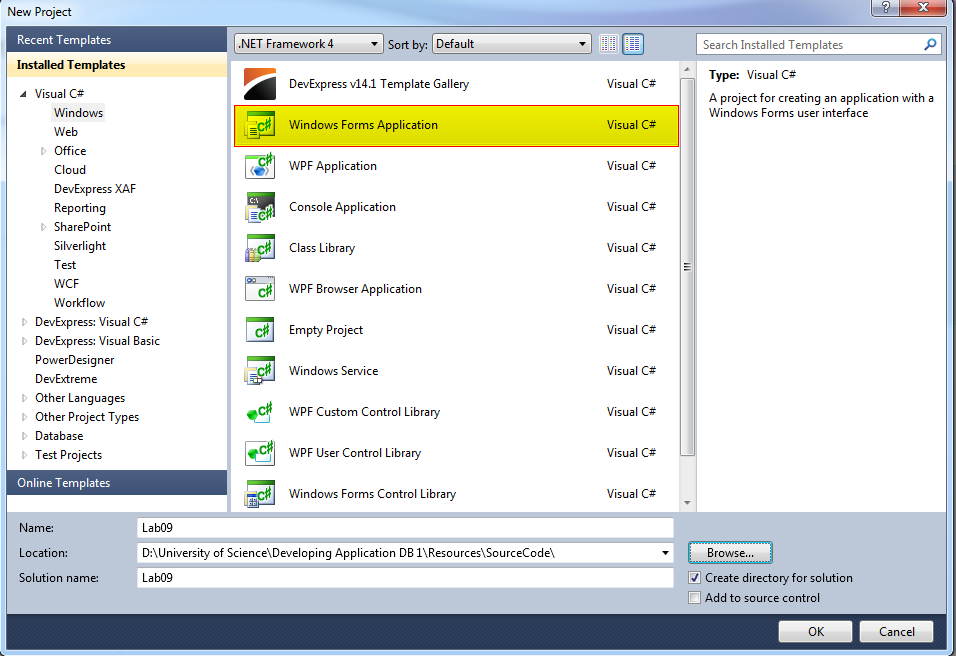 New Project
?
Recent Templates
Installed Templates
Visual C#
Windows
Web
Office
Cloud
DevExpress XAF
Reporting
SharePoint
Silverlight
Test
WCF
Workflow
DevExpress: Visual C#
DevExpress: Visual Basic
PowerDesigner
DevExtreme
Other Languages
Other Project Types
Database
Test Projects
Online Templates
.NET Framework 4 Sort by: Default
Search Installed Templates
DevExpress v14.1 Template Gallery Visual C#
Windows Forms Application Visual C#
WPF Application Visual C#
Console Application Visual C#
Class Library Visual C#
WPF Browser Application Visual C#
Empty Project Visual C#
Windows Service Visual C#
WPF Custom Control Library Visual C#
WPF User Control Library Visual C#
Windows Forms Control Library Visual C#
Type: Visual C#
A project for creating an application with a
Windows Forms user interface
Name: Lab09
Location: D:\University of Science\Developing Application DB 1\Resources\SourceCode\
Browse...
Solution name: Lab09
Create directory for solution
Add to source control
OK Cancel